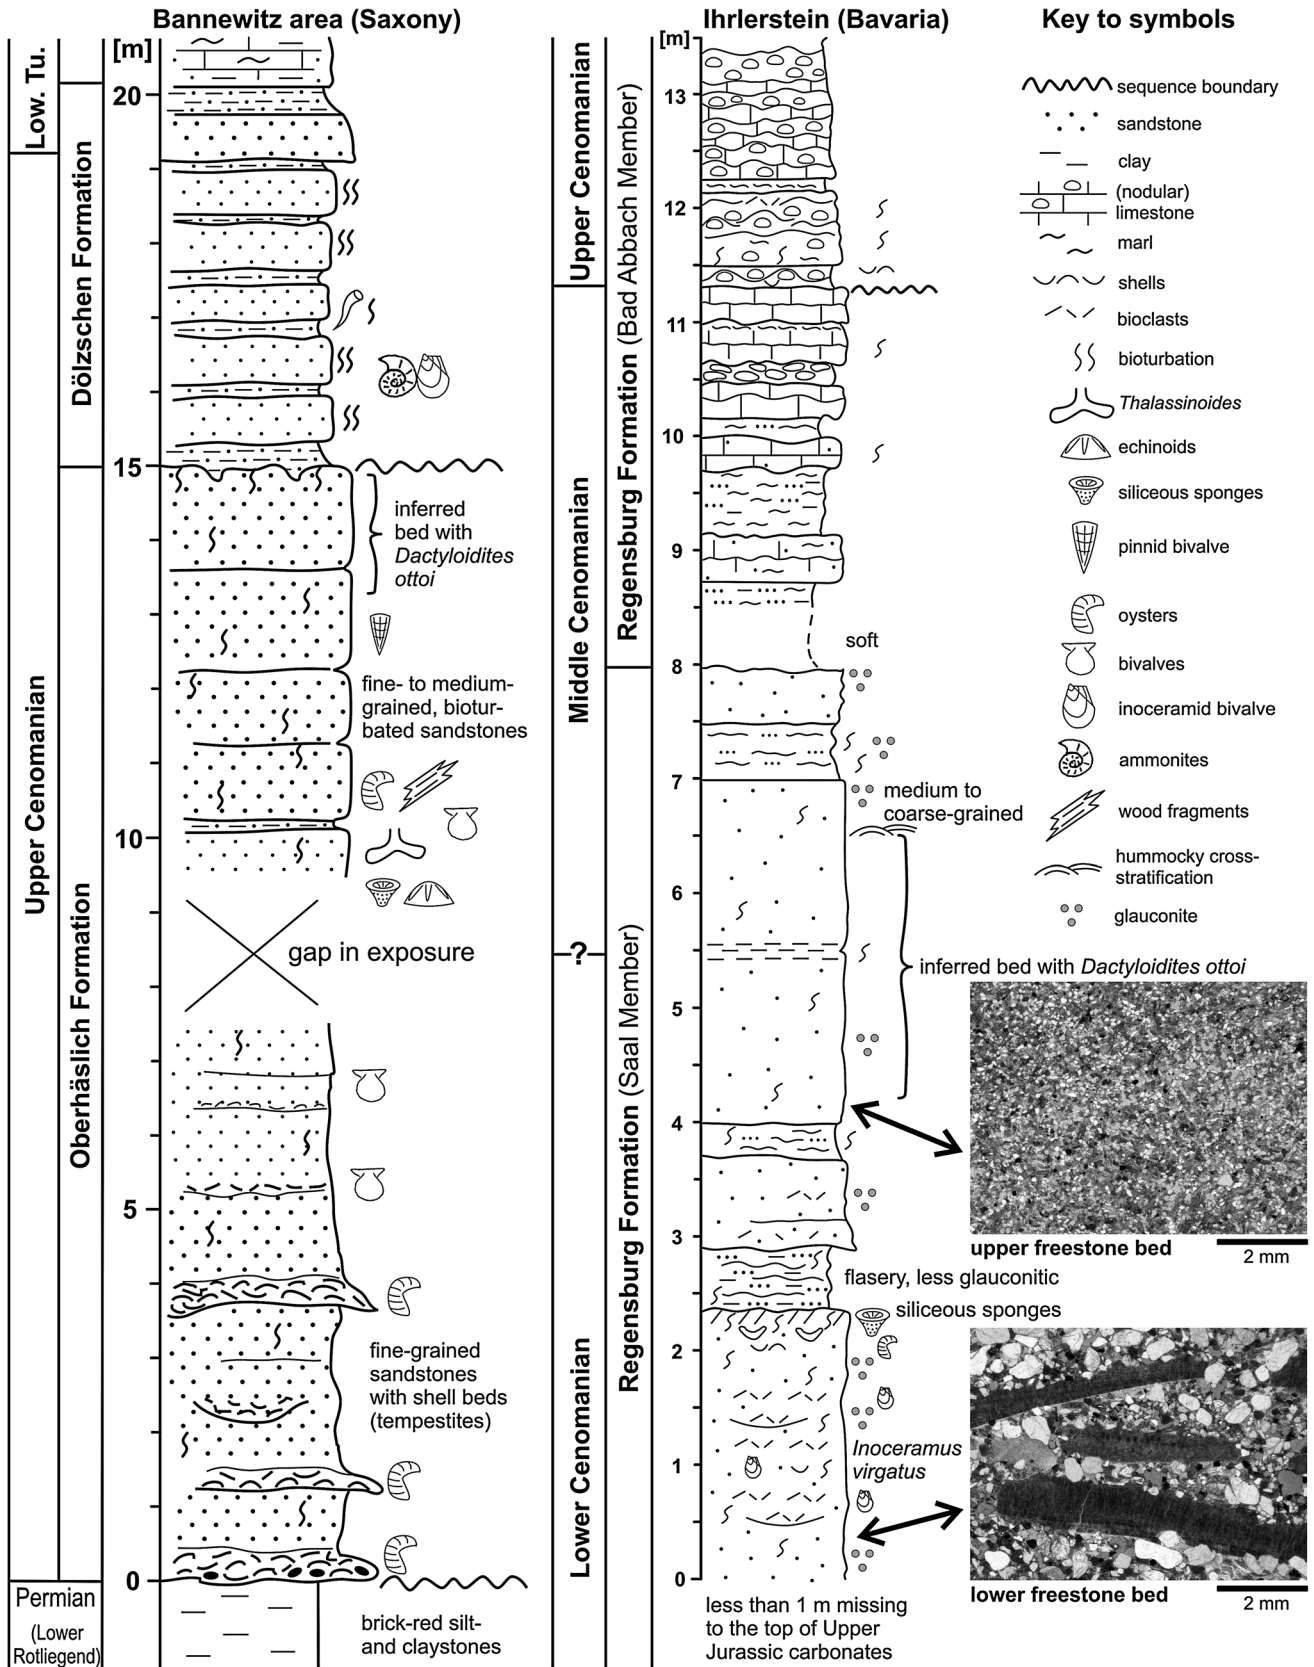 Bannewitz area (Saxony)
[m]
20
15
10
5
0
Low. Tu.
Upper Cenomanian
Dölzschen Formation
Oberhäslich Formation
Permian
(Lower
Rotliegend)
inferred
bed with
Dactyloidites
ottoi
fine- to medium-
grained, biotur-
bated sandstones
gap in exposure
fine-grained
sandstones
with shell beds
(tempestites)
brick-red silt-
and claystones
Ihrlerstein (Bavaria)
[m]
13
12
11
10
9
8
7
6
5
4
3
2
1
0
Upper Cenomanian
Middle Cenomanian
?
Lower Cenomanian
Regensburg Formation (Bad Abbach Member)
Regensburg Formation (Saal Member)
soft
medium to
coarse-grained
inferred bed with Dactyloidites ottoi
flasery, less glauconitic
siliceous sponges
Inoceramus
virgatus
less than 1 m missing
to the top of Upper
Jurassic carbonates
Key to symbols
sequence boundary
sandstone
clay
(nodular)
limestone
marl
shells
bioclasts
bioturbation
Thalassinoides
echinoids
siliceous sponges
pinnid bivalve
oysters
bivalves
inoceramid bivalve
ammonites
wood fragments
hummocky cross-
stratification
glauconite
upper freestone bed
2 mm
lower freestone bed
2 mm